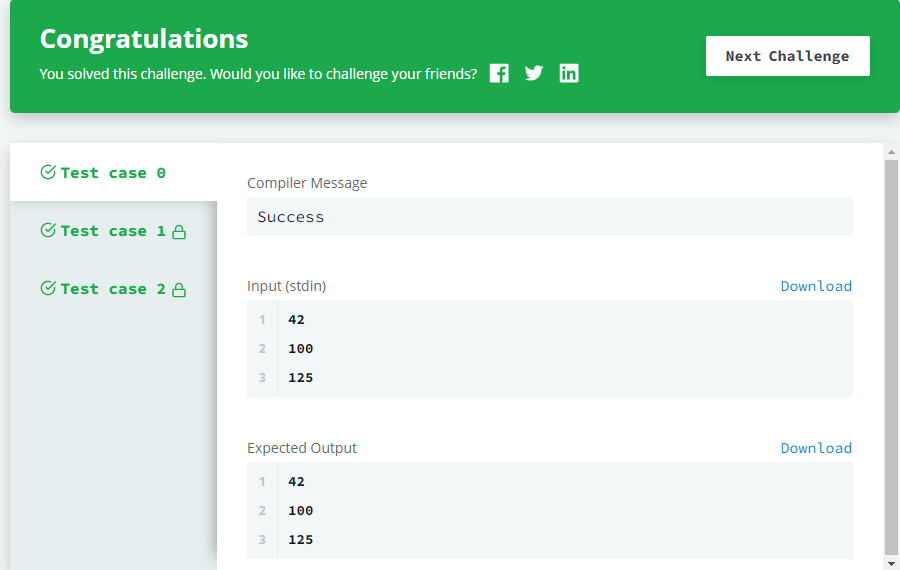 Congratulations
You solved this challenge. Would you like to challenge your friends?
Next Challenge
Test case 0
Test case 1
Test case 2
Compiler Message
Success
Input (stdin)
Download
1 42
2 100
3 125
Expected Output
Download
1 42
2 100
3 125